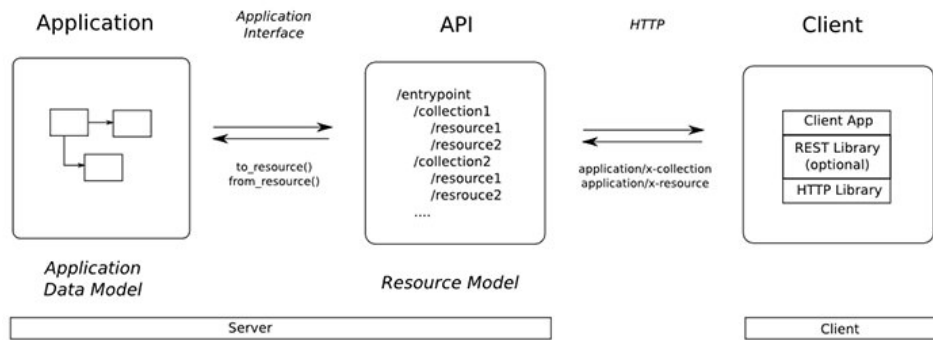 Application
Application
Interface
API
HTTP
Client
/entrypoint
/collection1
/resource1
/resource2
/collection2
/resource1
/resrouce2
....
to_resource()
from_resource()
application/x-collection
application/x-resource
Client App
REST Library
(optional)
HTTP Library
Application
Data Model
Resource Model
Server
Client